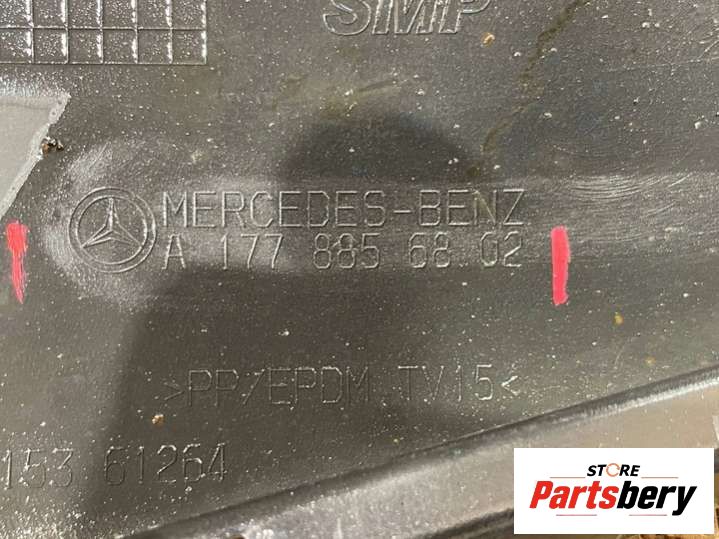 SMP
MERCEDES-BENZ
A 177 885 68 02
>PP/EPDM TV15<
153 61264
STORE
Partsbery